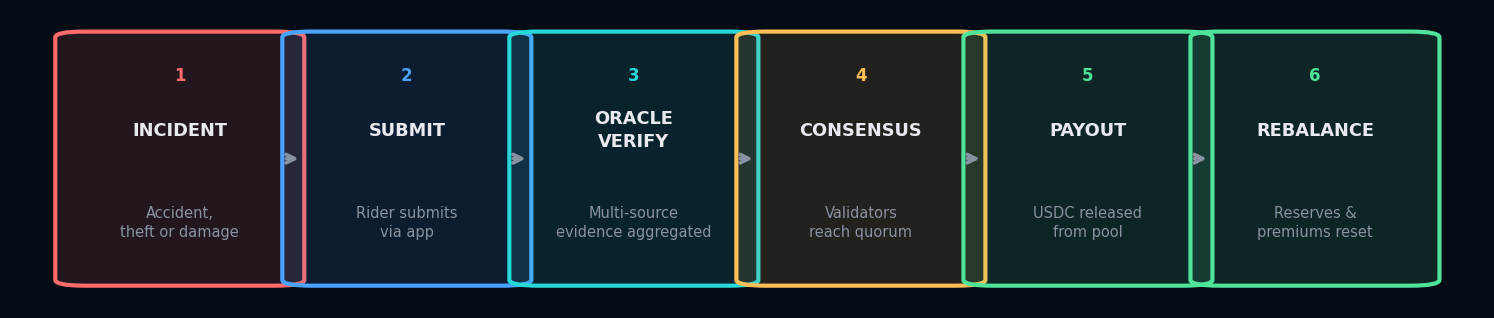 1
INCIDENT
Accident,
theft or damage
2
SUBMIT
Rider submits
via app
3
ORACLE
VERIFY
Multi-source
evidence aggregated
4
CONSENSUS
Validators
reach quorum
5
PAYOUT
USDC released
from pool
6
REBALANCE
Reserves &
premiums reset